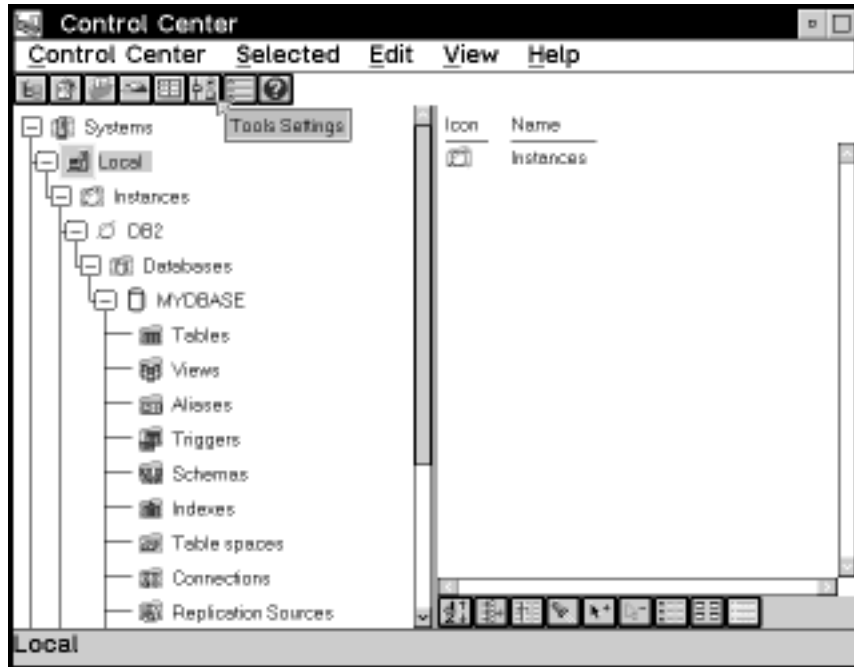 Control Center
Control Center Selected Edit View Help
Tools Settings
Systems
Local
Instances
DB2
Databases
MYDBASE
Tables
Views
Aliases
Triggers
Schemas
Indexes
Table spaces
Connections
Replication Sources
Icon Name
Instances
Local